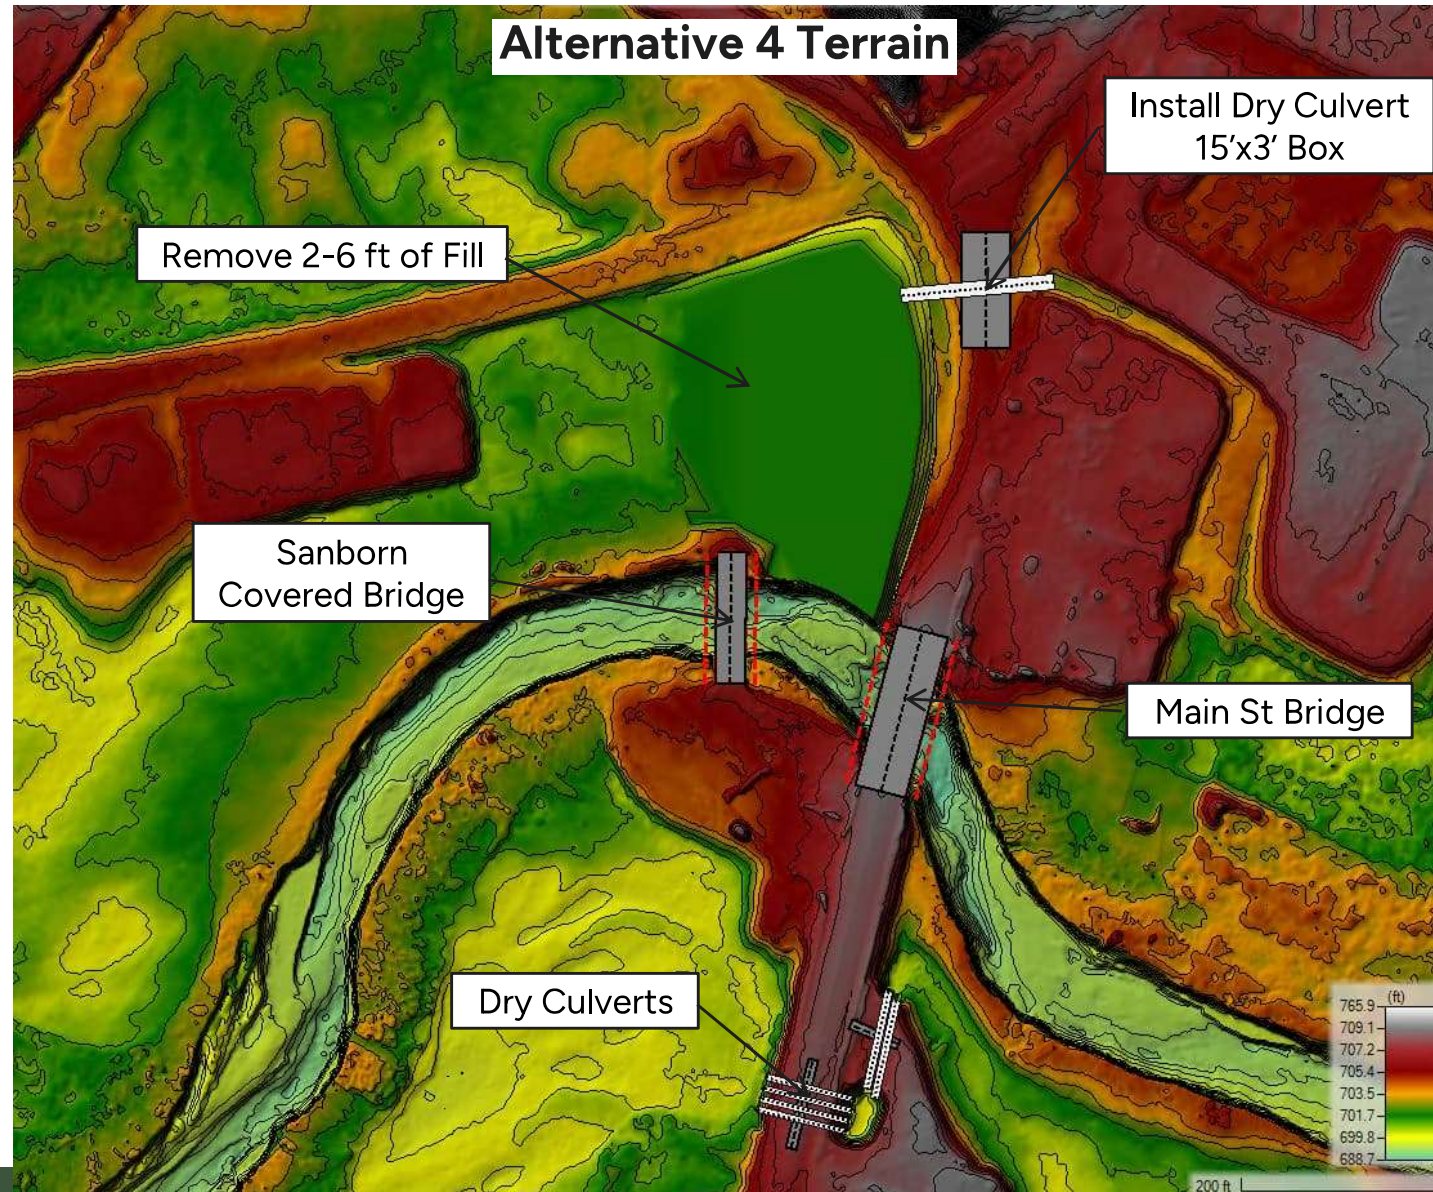 Alternative 4 Terrain
Install Dry Culvert
15'x3' Box
Remove 2-6 ft of Fill
Sanborn
Covered Bridge
Main St Bridge
Dry Culverts
(ft)
765.9
709.1
707.2
705.4
703.5
701.7
699.8
688.7
200 ft